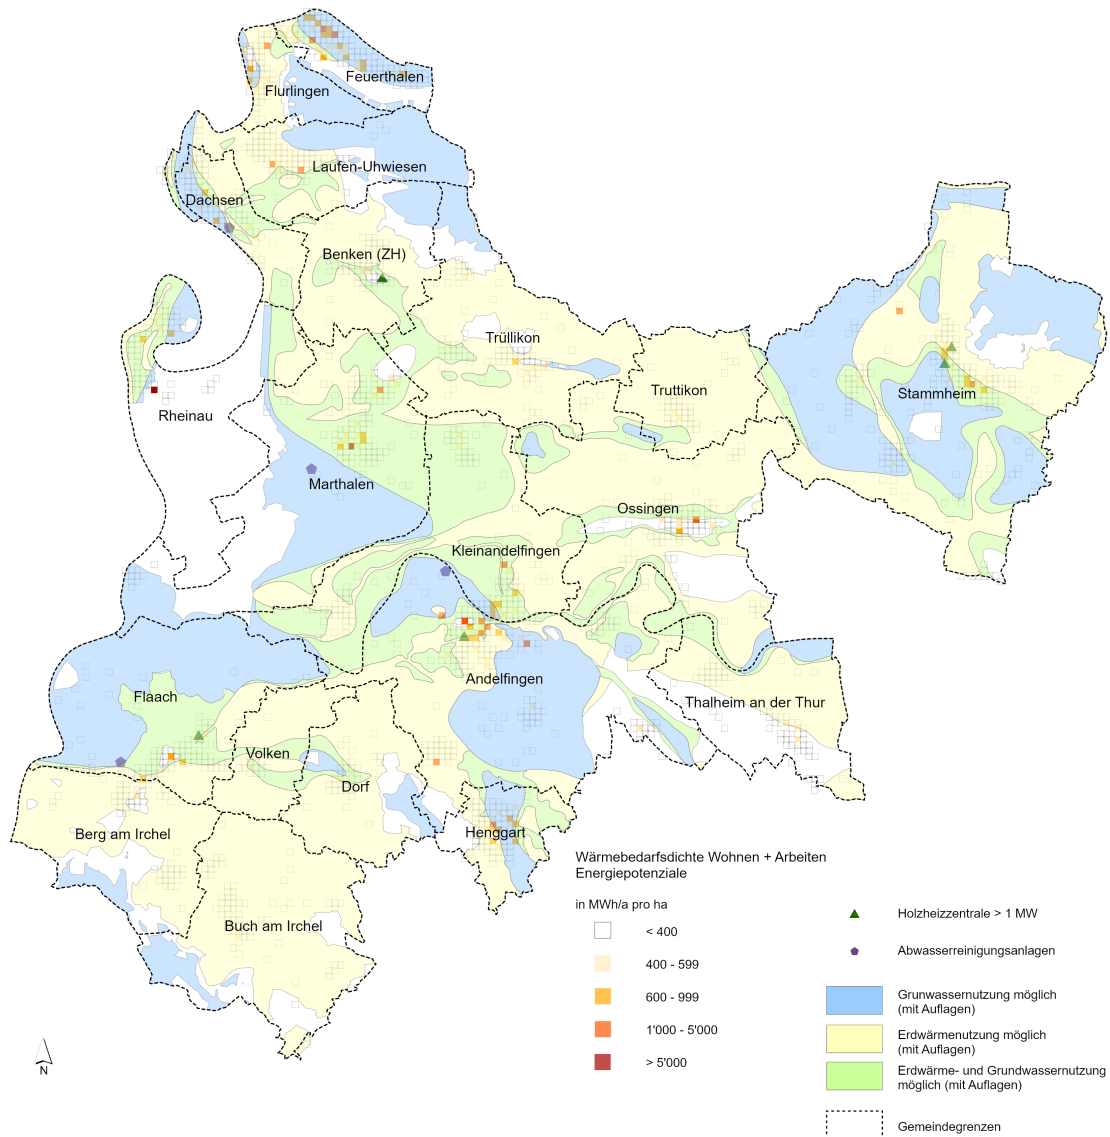 Feuerthalen
Flurlingen
Laufen-Uhwiesen
Dachsen
Benken (ZH)
Trüllikon
Truttikon
Stammheim
Rheinau
Marthalen
Ossingen
Kleinandelfingen
Andelfingen
Flaach
Thalheim an der Thur
Volken
Dorf
Berg am Irchel
Henggart
Buch am Irchel
Wärmebedarfsdichte Wohnen + Arbeiten
Energiepotenziale
in MWh/a pro ha
< 400
400 - 599
600 - 999
1'000 - 5'000
> 5'000
Holzheizzentrale > 1 MW
Abwasserreinigungsanlagen
Grunwassernutzung möglich
(mit Auflagen)
Erdwärmenutzung möglich
(mit Auflagen)
Erdwärme- und Grundwassernutzung
möglich (mit Auflagen)
Gemeindegrenzen
N